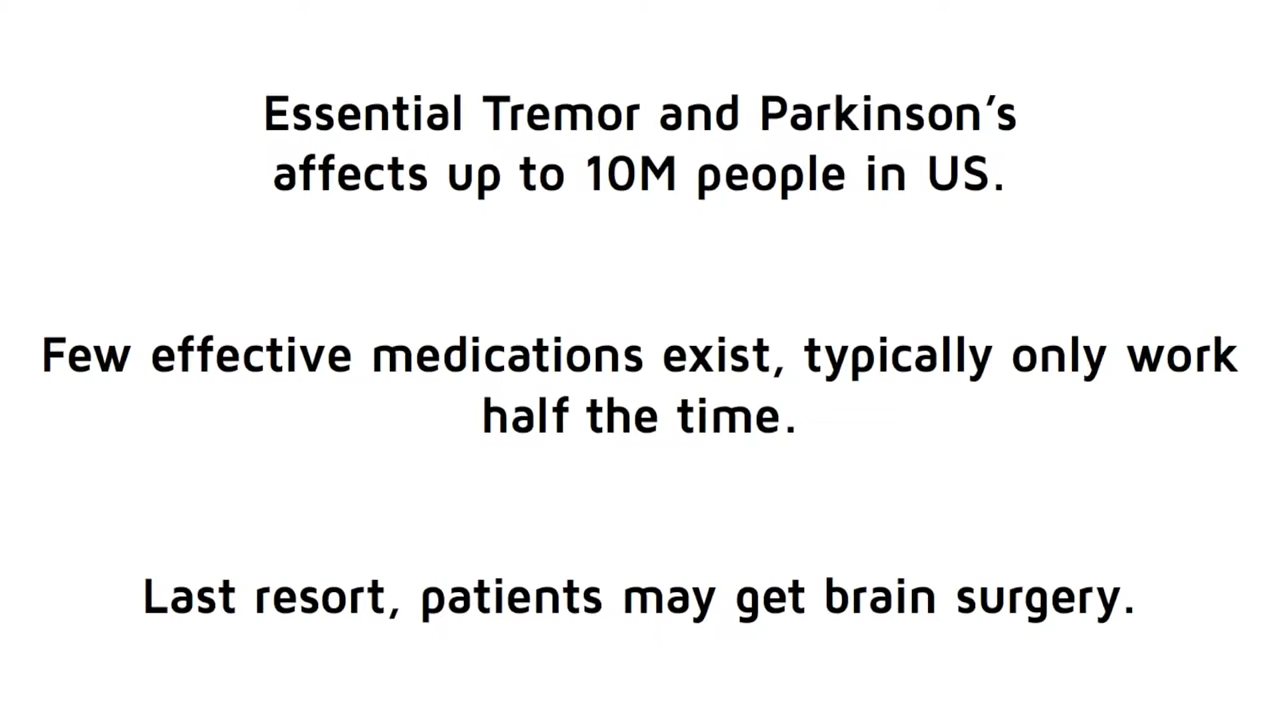 Essential Tremor and Parkinson’s
affects up to 10M people in US.
Few effective medications exist, typically only work
half the time.
Last resort, patients may get brain surgery.